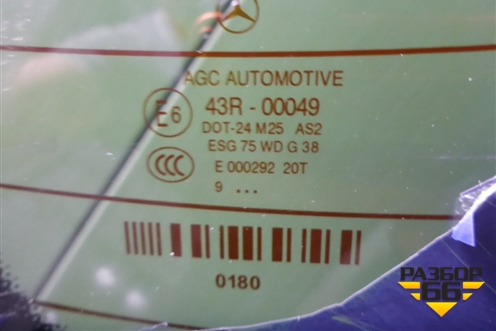 AGC AUTOMOTIVE
E6
43R - 00049
DOT-24 M25 AS2
ESG 75 WD G 38
CCC
E 000292 20T
9 ...
0180
РАЗБОР
66